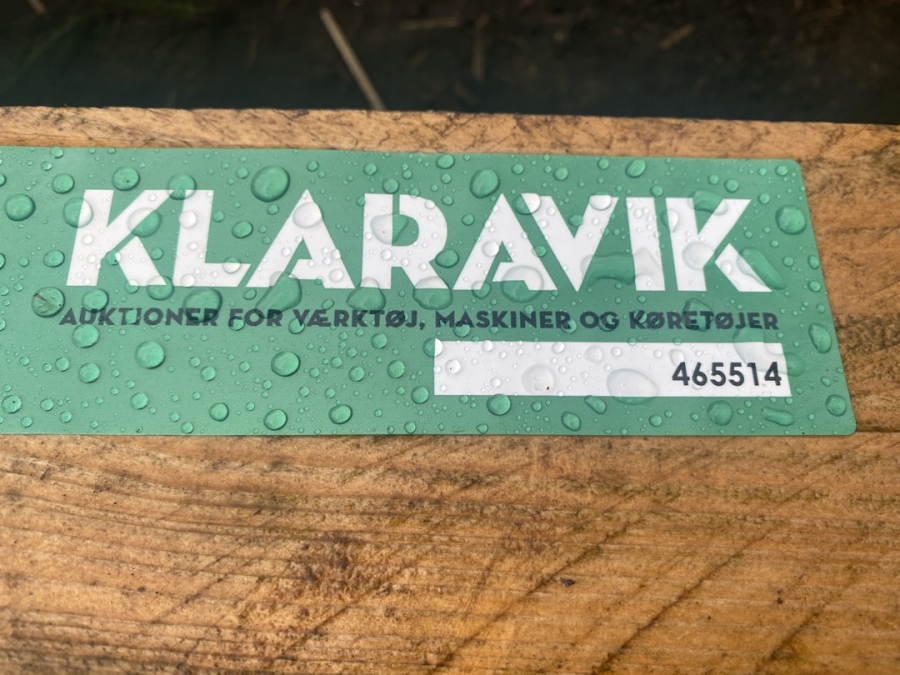 KLARAVIK
AUKTIONER FOR VÆRKTØJ, MASKINER OG KØRETØJER
465514